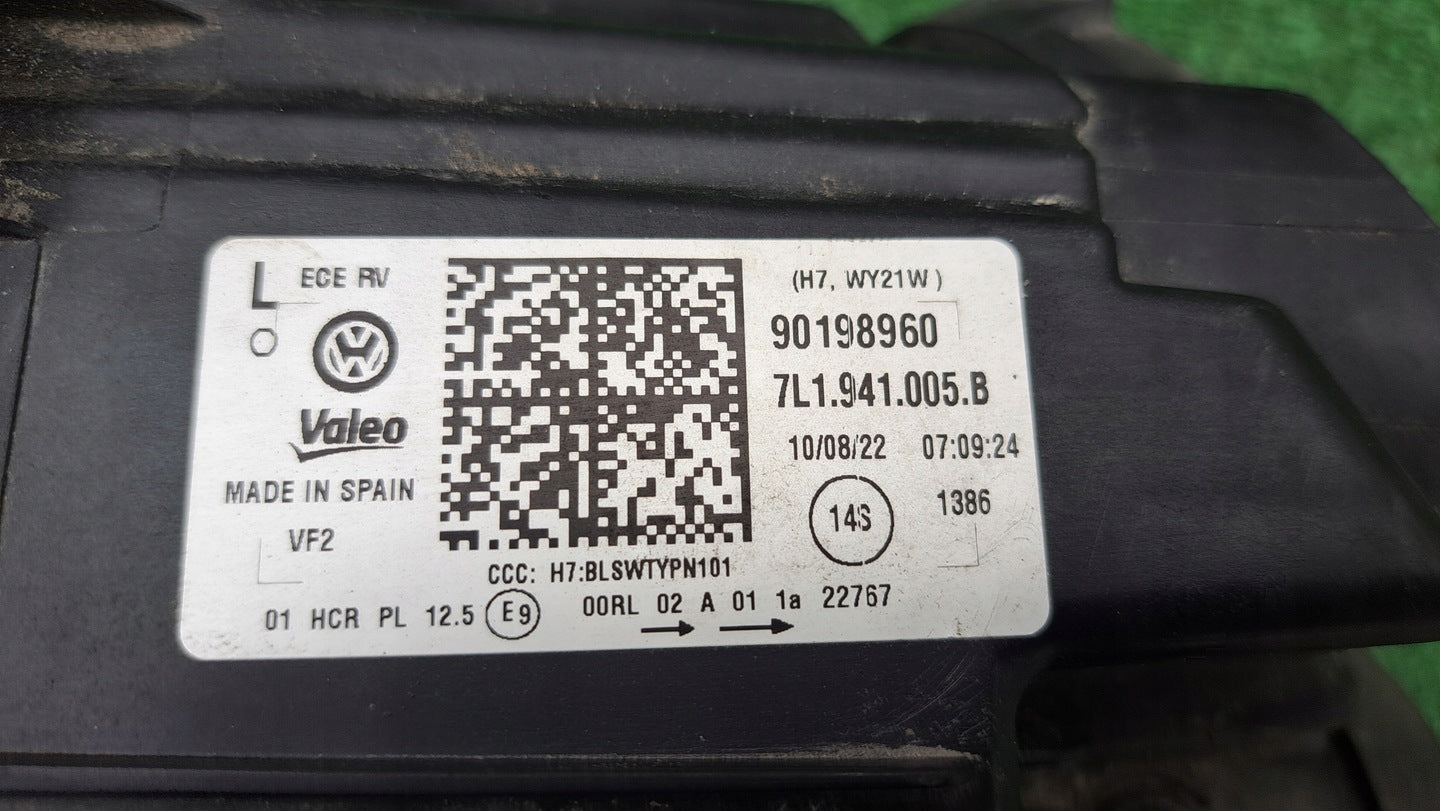 L ECE RV
O
VW
Valeo
MADE IN SPAIN
VF2
(H7, WY21W)
90198960
7L1.941.005.B
10/08/22 07:09:24
14S 1386
CCC: H7:BLSWTYPN101
01 HCR PL 12.5 E9 00RL 02 A 01 1a 22767